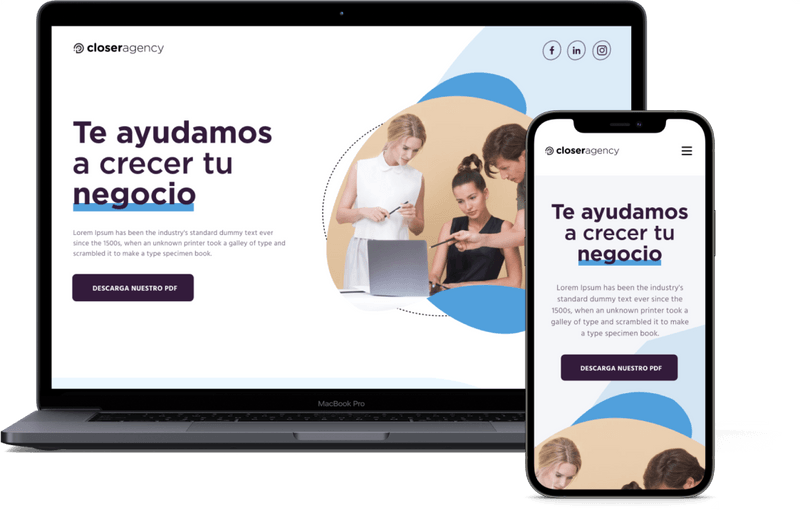 closeragency
Te ayudamos
a crecer tu
negocio
Lorem Ipsum has been the industry's standard dummy text ever
since the 1500s, when an unknown printer took a galley of type and
scrambled it to make a type specimen book.
DESCARGA NUESTRO PDF
MacBook Pro
closeragency
Te ayudamos
a crecer tu
negocio
Lorem Ipsum has been the industry's
standard dummy text ever since the
1500s, when an unknown printer took a
galley of type and scrambled it to make
a type specimen book.
DESCARGA NUESTRO PDF